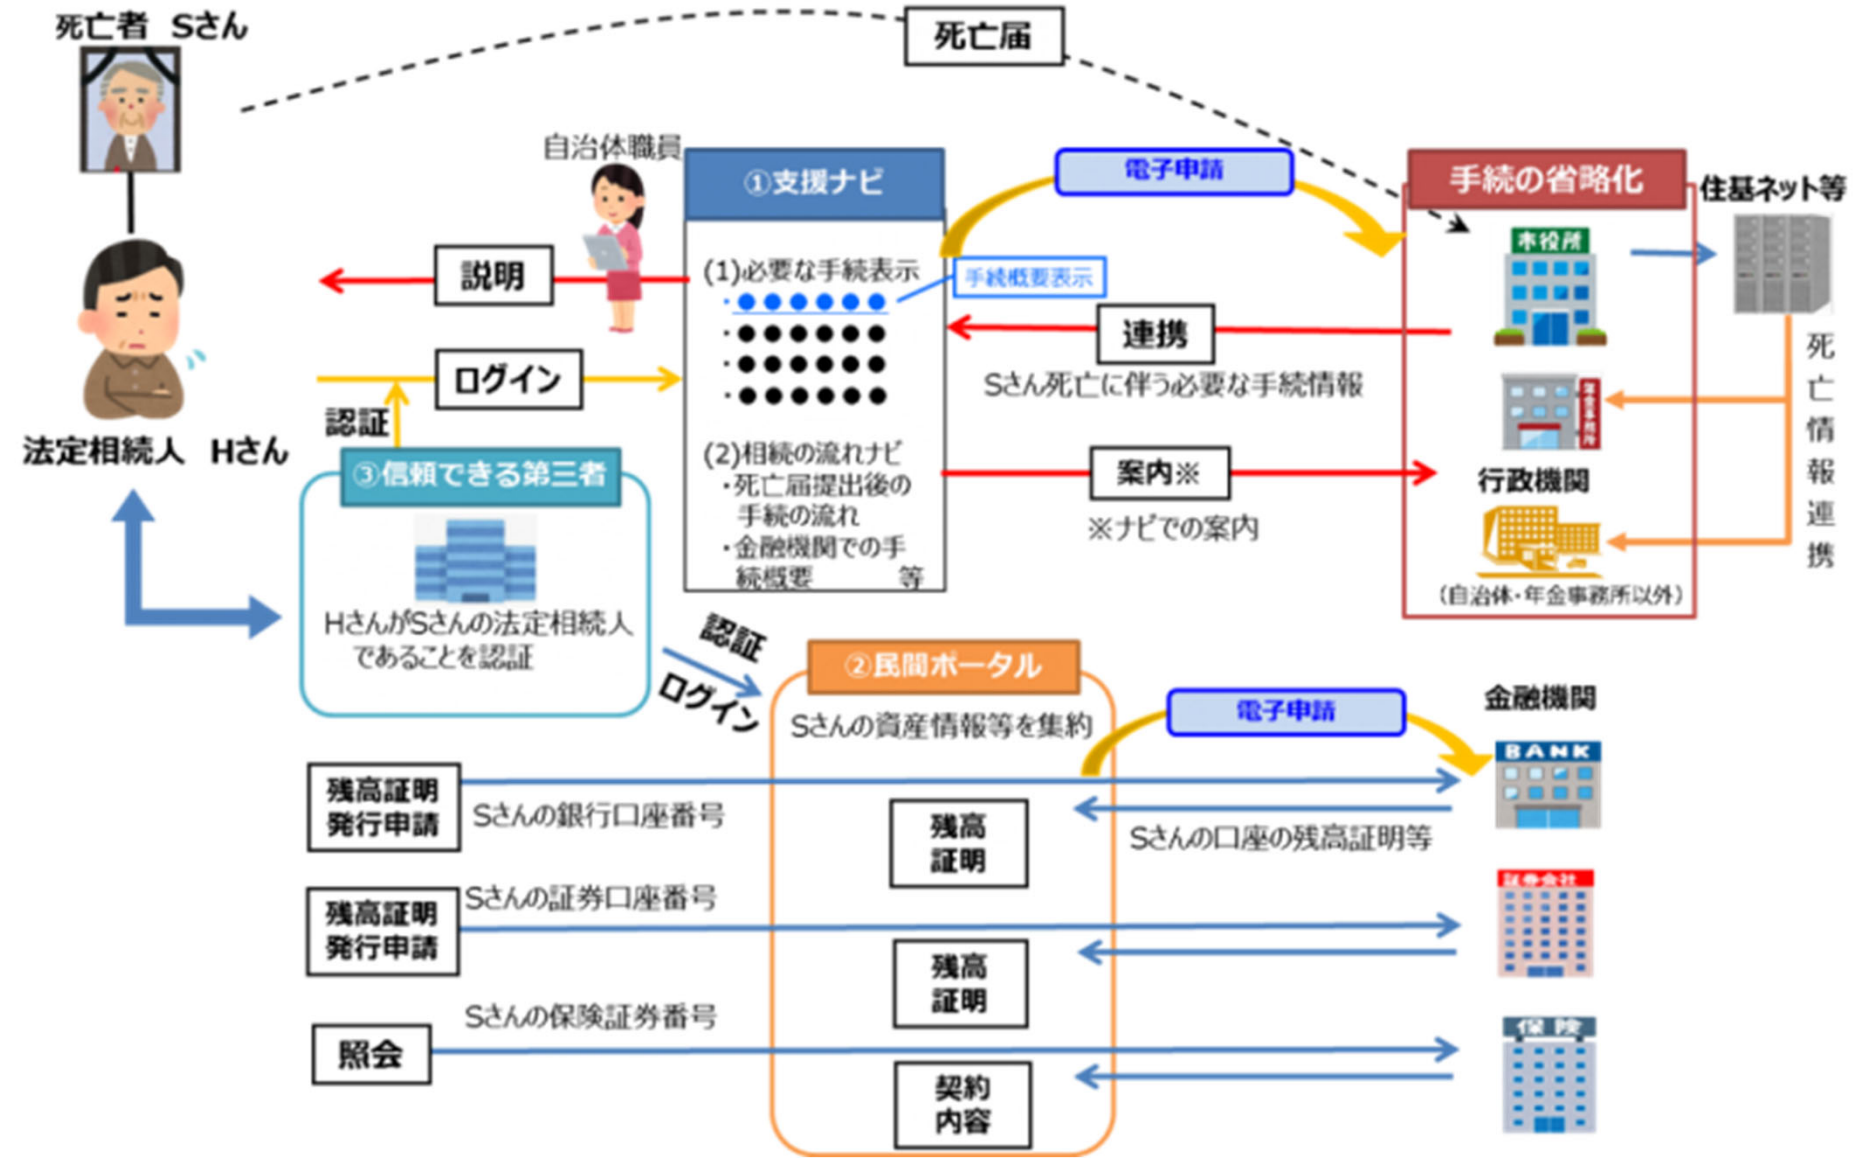 死亡者 Sさん
死亡届
自治体職員
①支援ナビ
電子申請
手続の省略化
住基ネット等
市役所
説明
(1)必要な手続表示
手続概要表示
連携
Sさん死亡に伴う必要な手続情報
ログイン
認証
年金事務所
死亡情報連携
法定相続人 Hさん
③信頼できる第三者
(2)相続の流れナビ
・死亡届提出後の
手続の流れ
・金融機関での手
続概要 等
案内※
※ナビでの案内
行政機関
(自治体・年金事務所以外)
HさんがSさんの法定相続人
であることを認証
認証
ログイン
②民間ポータル
Sさんの資産情報等を集約
電子申請
金融機関
BANK
残高証明
発行申請
Sさんの銀行口座番号
残高
証明
Sさんの口座の残高証明等
証券会社
残高証明
発行申請
Sさんの証券口座番号
残高
証明
Sさんの保険証券番号
保険
照会
契約
内容